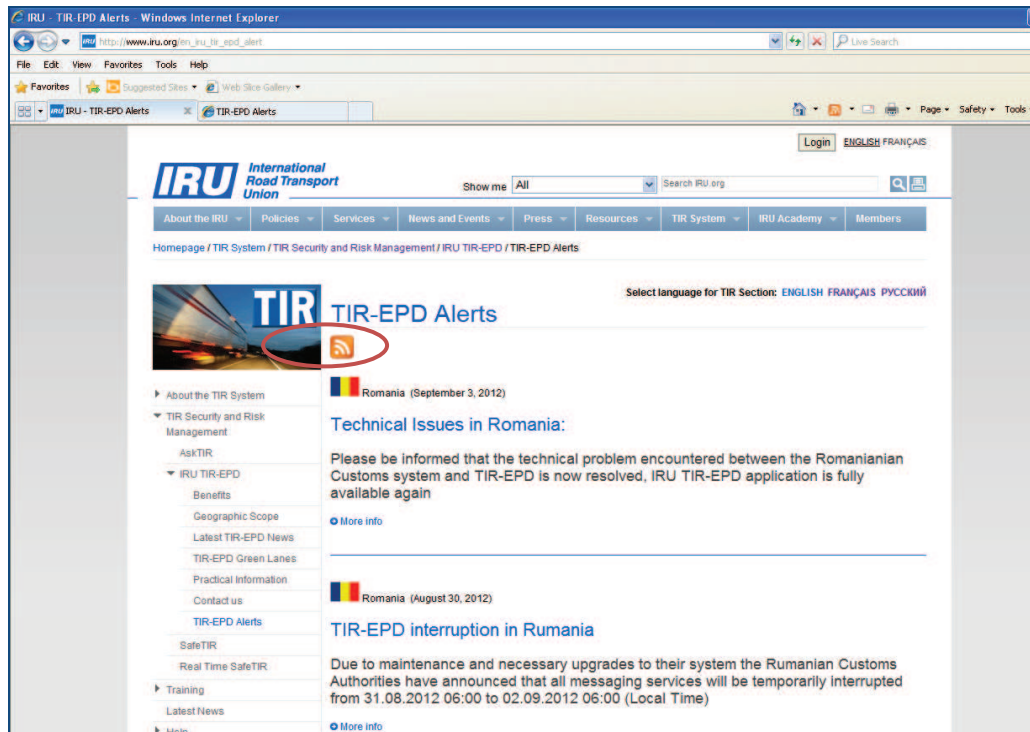 IRU - TIR-EPD Alerts - Windows Internet Explorer
http://www.iru.org/en_iru_tir_epd_alert
Live Search
File Edit View Favorites Tools Help
Favorites Suggested Sites Web Slice Gallery
IRU - TIR-EPD Alerts TIR-EPD Alerts Page Safety Tools
Login ENGLISH FRANÇAIS
IRU International
Road Transport
Union
Show me All Search IRU.org
About the IRU Policies Services News and Events Press Resources TIR System IRU Academy Members
Homepage / TIR System / TIR Security and Risk Management / IRU TIR-EPD / TIR-EPD Alerts
Select language for TIR Section: ENGLISH FRANÇAIS РУССКИЙ
TIR
TIR-EPD Alerts
Romania (September 3, 2012)
Technical Issues in Romania:
Please be informed that the technical problem encountered between the Romanianian
Customs system and TIR-EPD is now resolved, IRU TIR-EPD application is fully
available again
More info
Romania (August 30, 2012)
TIR-EPD interruption in Rumania
Due to maintenance and necessary upgrades to their system the Rumanian Customs
Authorities have announced that all messaging services will be temporarily interrupted
from 31.08.2012 06:00 to 02.09.2012 06:00 (Local Time)
More info
About the TIR System
TIR Security and Risk
Management
AskTIR
IRU TIR-EPD
Benefits
Geographic Scope
Latest TIR-EPD News
TIR-EPD Green Lanes
Practical Information
Contact us
TIR-EPD Alerts
SafeTIR
Real Time SafeTIR
Training
Latest News
Help